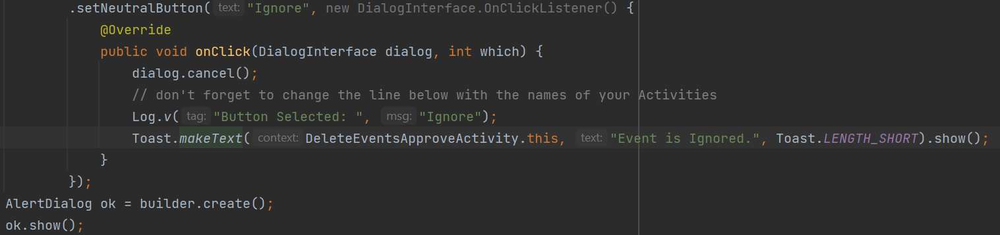 .setNeutralButton( text: "Ignore", new DialogInterface.OnClickListener() {
@Override
public void onClick(DialogInterface dialog, int which) {
dialog.cancel();
// don't forget to change the line below with the names of your Activities
Log.v( tag: "Button Selected: ", msg: "Ignore");
Toast.makeText( context: DeleteEventsApproveActivity.this, text: "Event is Ignored.", Toast.LENGTH_SHORT).show();
}
});
AlertDialog ok = builder.create();
ok.show();